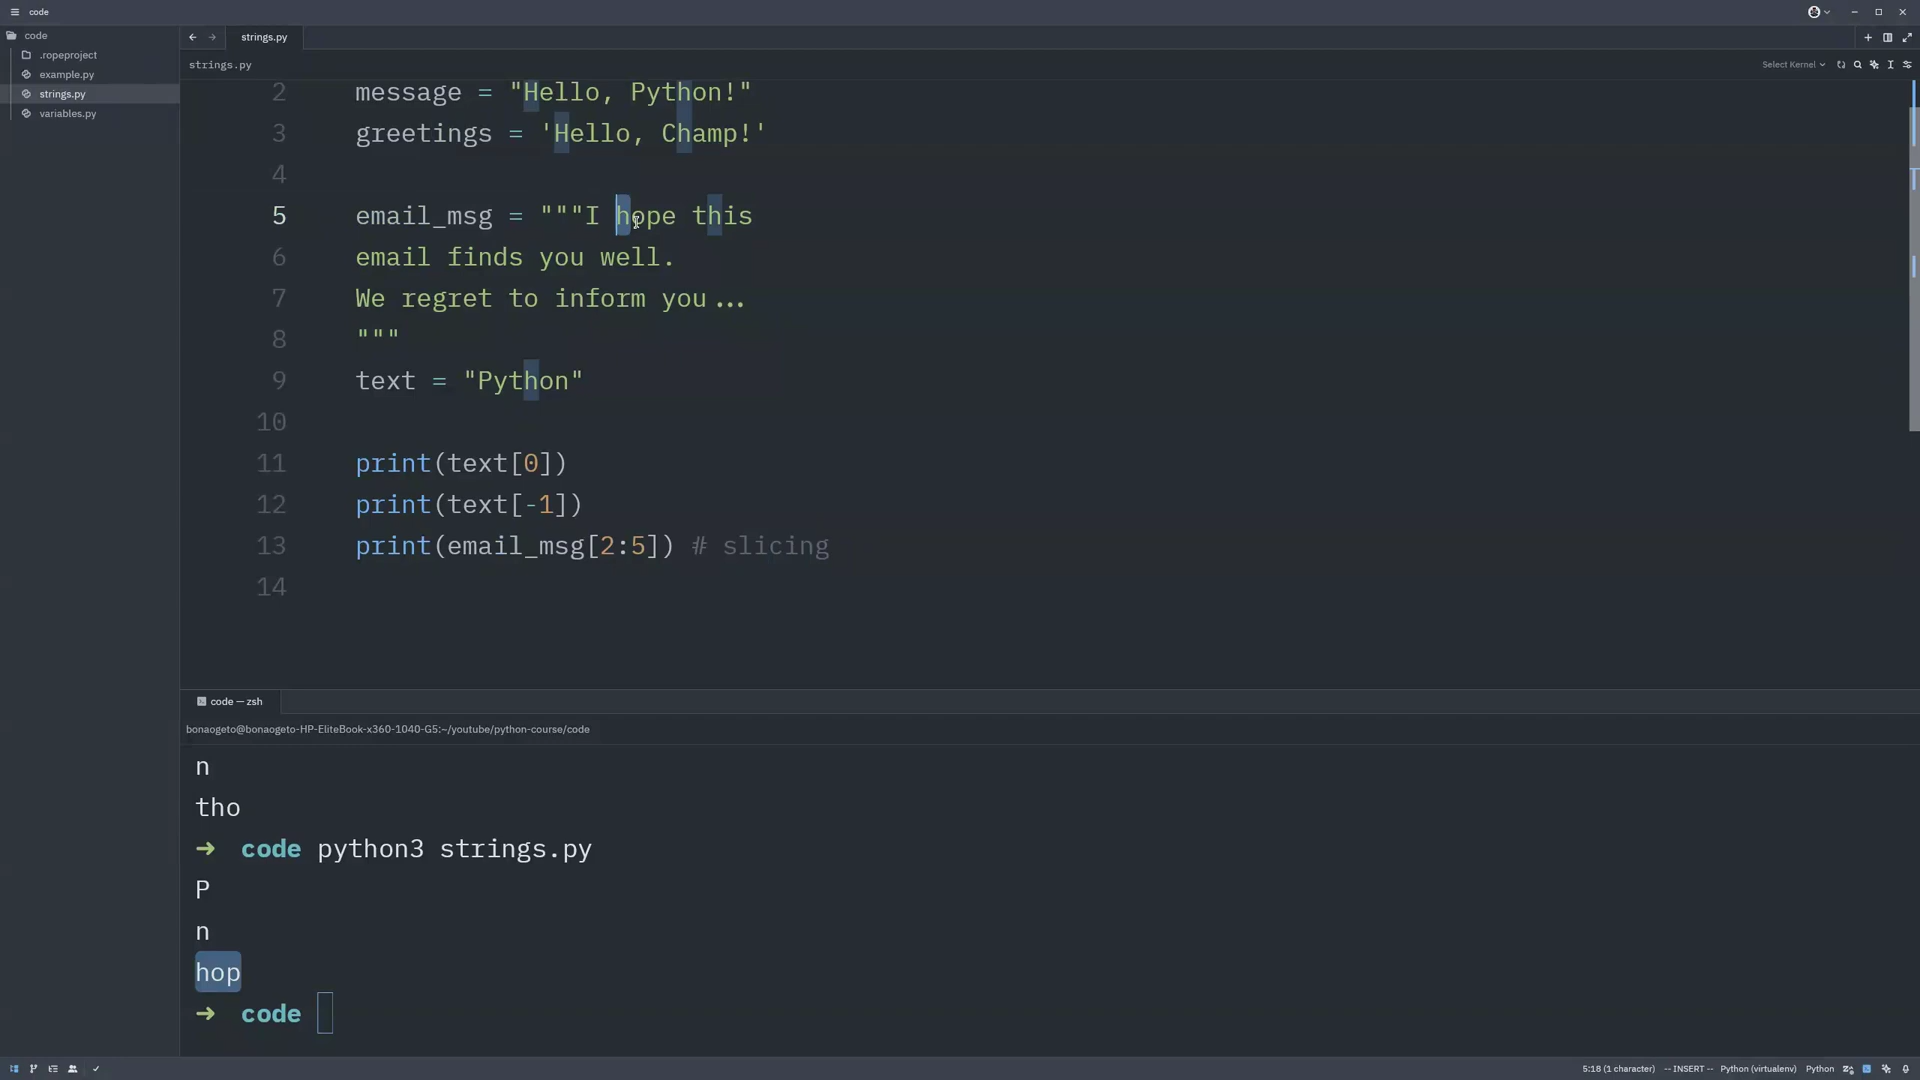 code
code
.ropeproject
example.py
strings.py
variables.py
strings.py
strings.py
Select Kernel
2 message = "Hello, Python!"
3 greetings = 'Hello, Champ!'
4
5 email_msg = """I hope this
6 email finds you well.
7 We regret to inform you...
8 """
9 text = "Python"
10
11 print(text[0])
12 print(text[-1])
13 print(email_msg[2:5]) # slicing
14
code — zsh
bonaogeto@bonaogeto-HP-EliteBook-x360-1040-G5:~/youtube/python-course/code
n
tho
➜ code python3 strings.py
P
n
hop
➜ code
5:18 (1 character) -- INSERT -- Python (virtualenv) Python